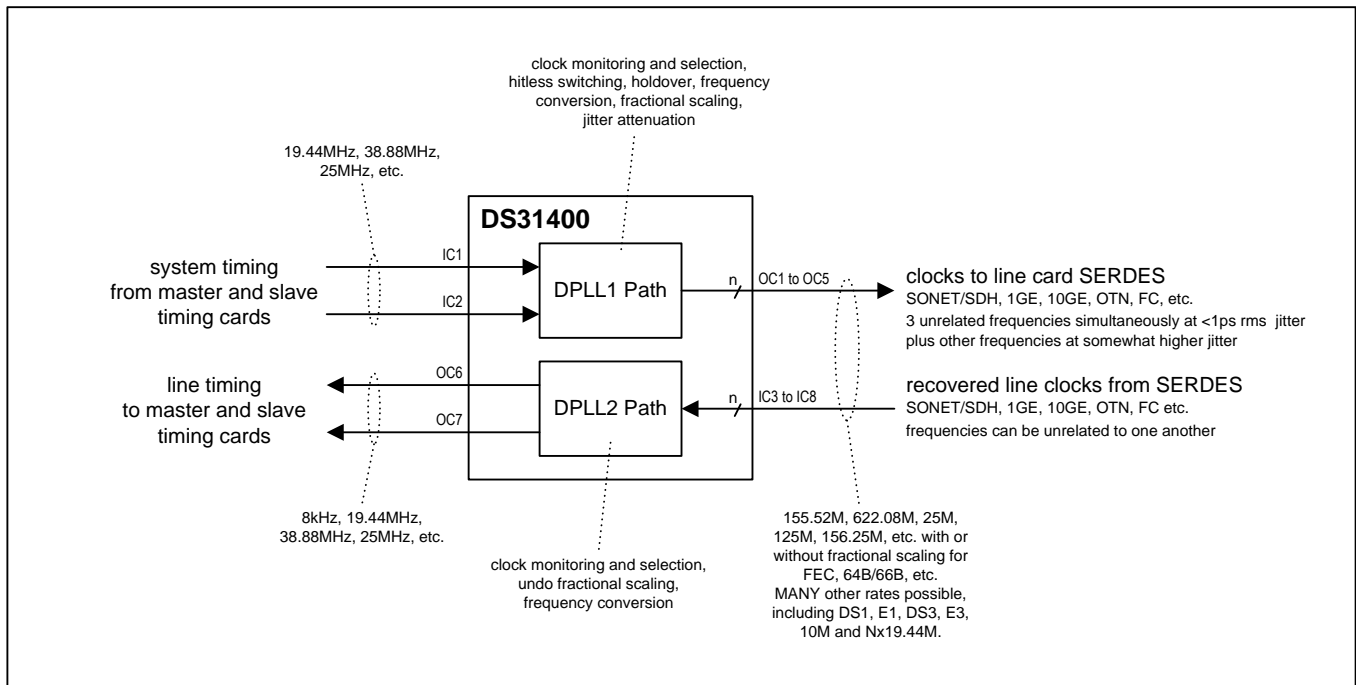 clock monitoring and selection,
hitless switching, holdover, frequency
conversion, fractional scaling,
jitter attenuation
19.44MHz, 38.88MHz,
25MHz, etc.
DS31400
system timing
from master and slave
timing cards
IC1
IC2
DPLL1 Path
n
OC1 to OC5
clocks to line card SERDES
SONET/SDH, 1GE, 10GE, OTN, FC, etc.
3 unrelated frequencies simultaneously at <1ps rms jitter
plus other frequencies at somewhat higher jitter
line timing
to master and slave
timing cards
OC6
OC7
DPLL2 Path
n
IC3 to IC8
recovered line clocks from SERDES
SONET/SDH, 1GE, 10GE, OTN, FC etc.
frequencies can be unrelated to one another
8kHz, 19.44MHz,
38.88MHz, 25MHz, etc.
clock monitoring and selection,
undo fractional scaling,
frequency conversion
155.52M, 622.08M, 25M,
125M, 156.25M, etc. with or
without fractional scaling for
FEC, 64B/66B, etc.
MANY other rates possible,
including DS1, E1, DS3, E3,
10M and Nx19.44M.